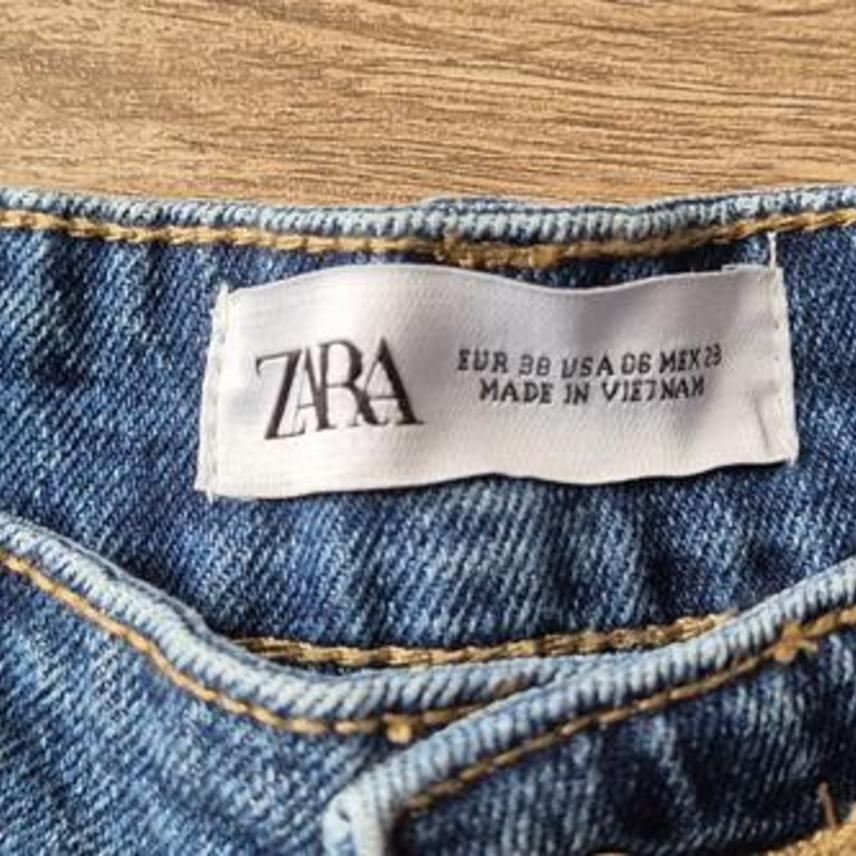 ZARA
EUR 38 USA 06 MEX 28
MADE IN VIETNAM